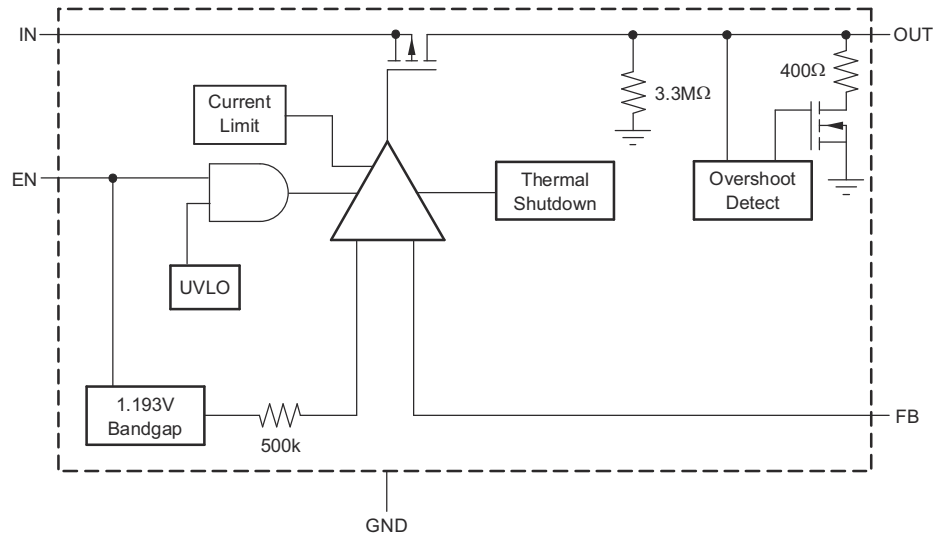 IN
OUT
400Ω
3.3MΩ
Current
Limit
EN
Thermal
Shutdown
Overshoot
Detect
UVLO
1.193V
Bandgap
500k
FB
GND